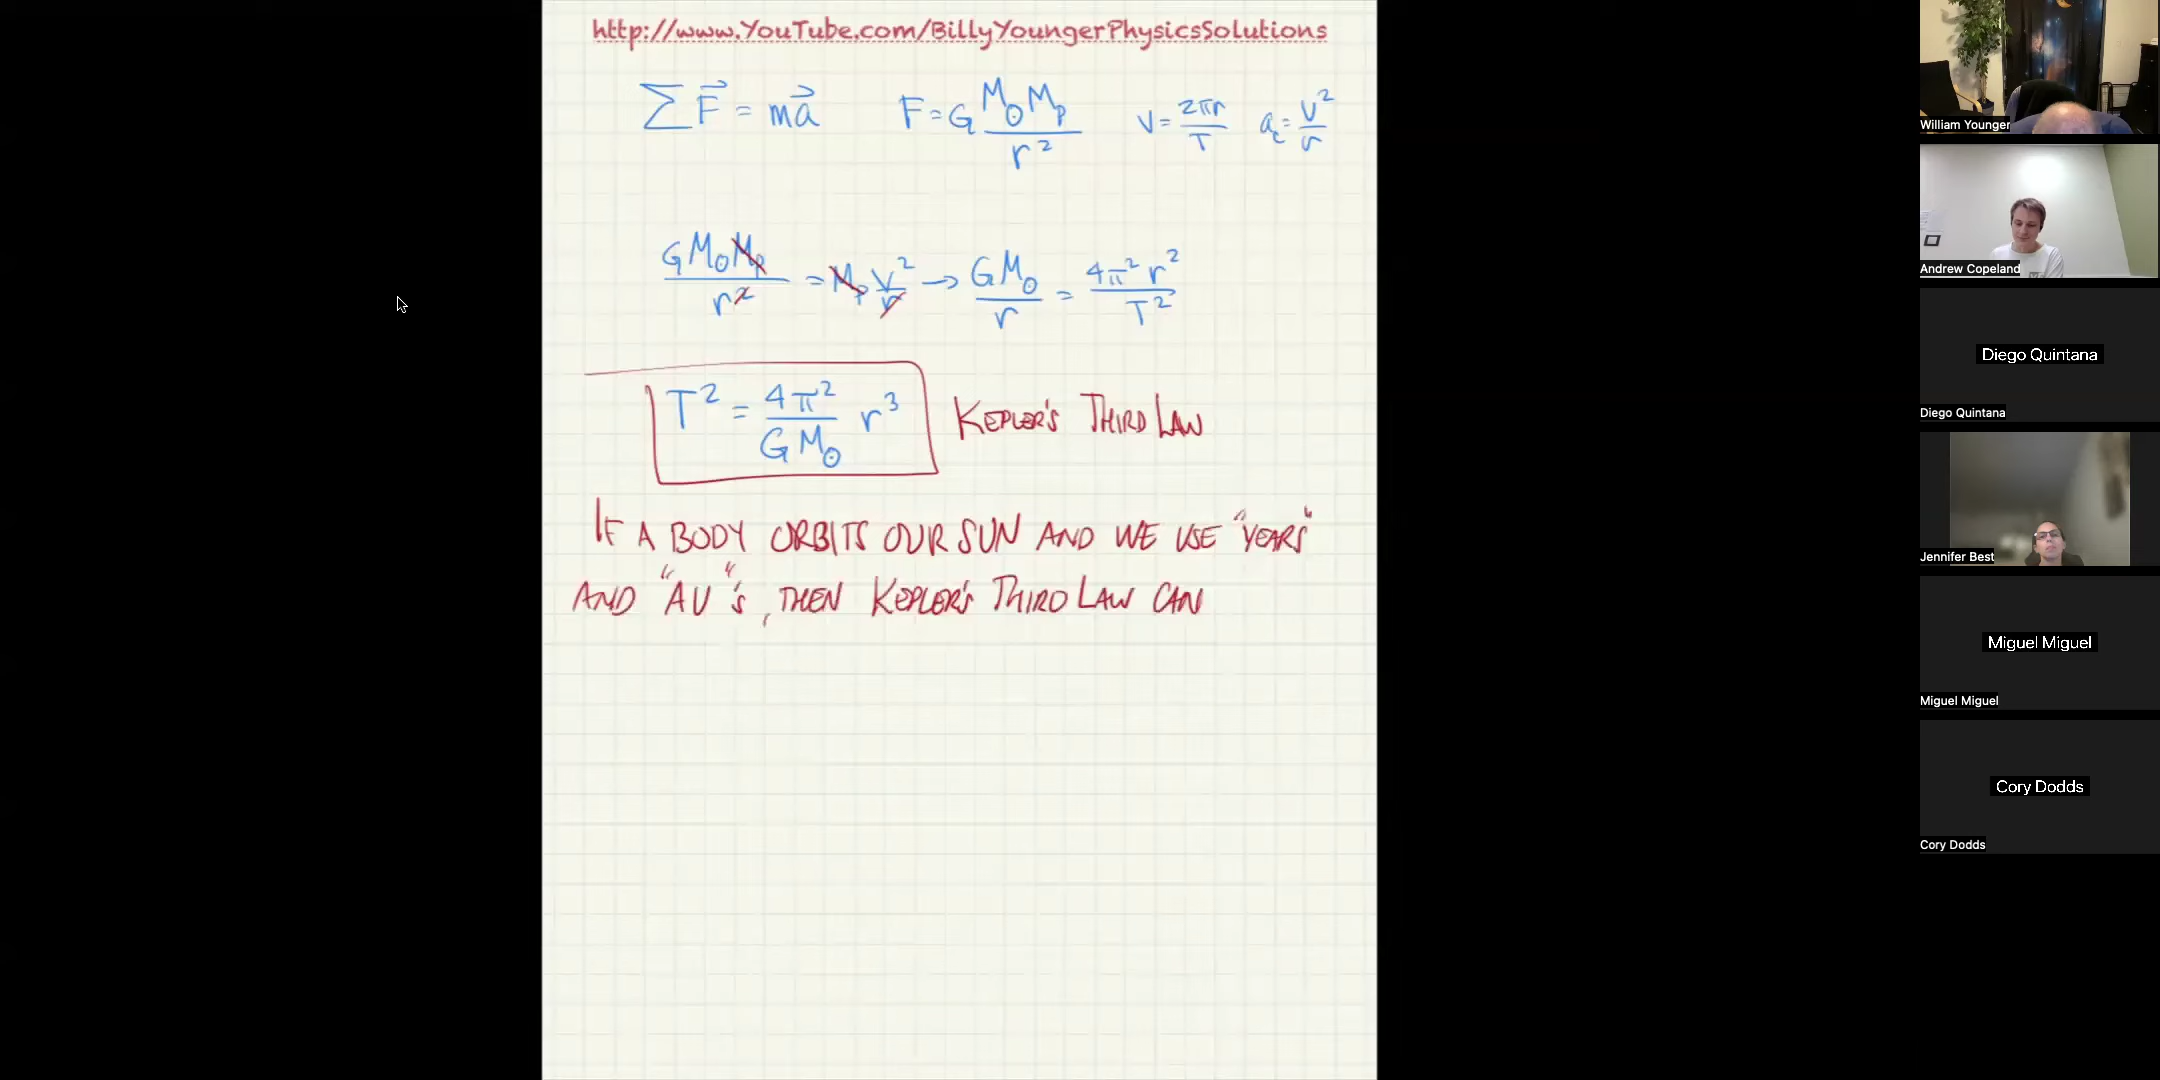 http://www.YouTube.com/BillyYoungerPhysicsSolutions
∑F⃗ = ma⃗ F = G M⊙Mp/r² v = 2πr/T ac = v²/r
GM⊙Mp/r² = Mp v²/r → GM⊙/r = 4π²r²/T²
T² = 4π²/GM⊙ r³ KEPLER'S THIRD LAW
IF A BODY ORBITS OUR SUN AND WE USE "YEARS"
AND "AU"'s, THEN KEPLER'S THIRD LAW CAN
William Younger
Andrew Copeland
Diego Quintana
Diego Quintana
Jennifer Best
Miguel Miguel
Miguel Miguel
Cory Dodds
Cory Dodds